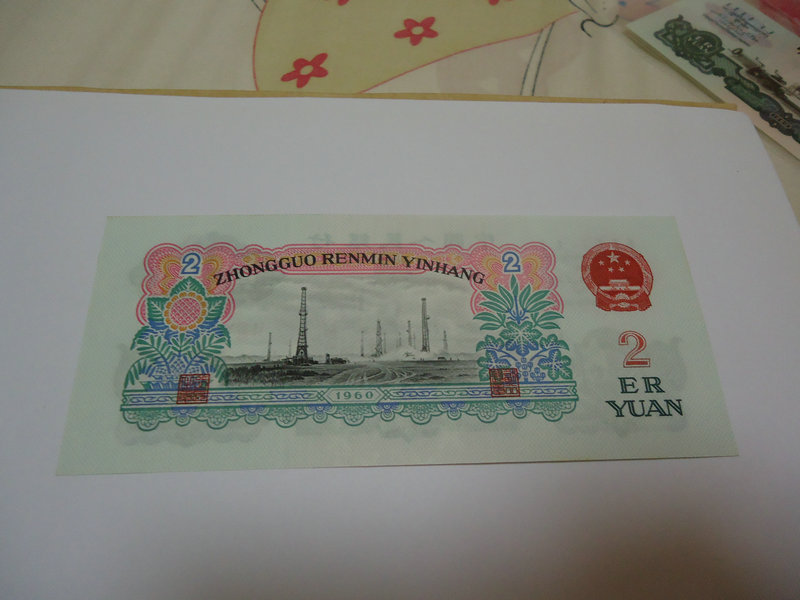 2
2
ZHONGGUO RENMIN YINHANG
2
ER
YUAN
1960